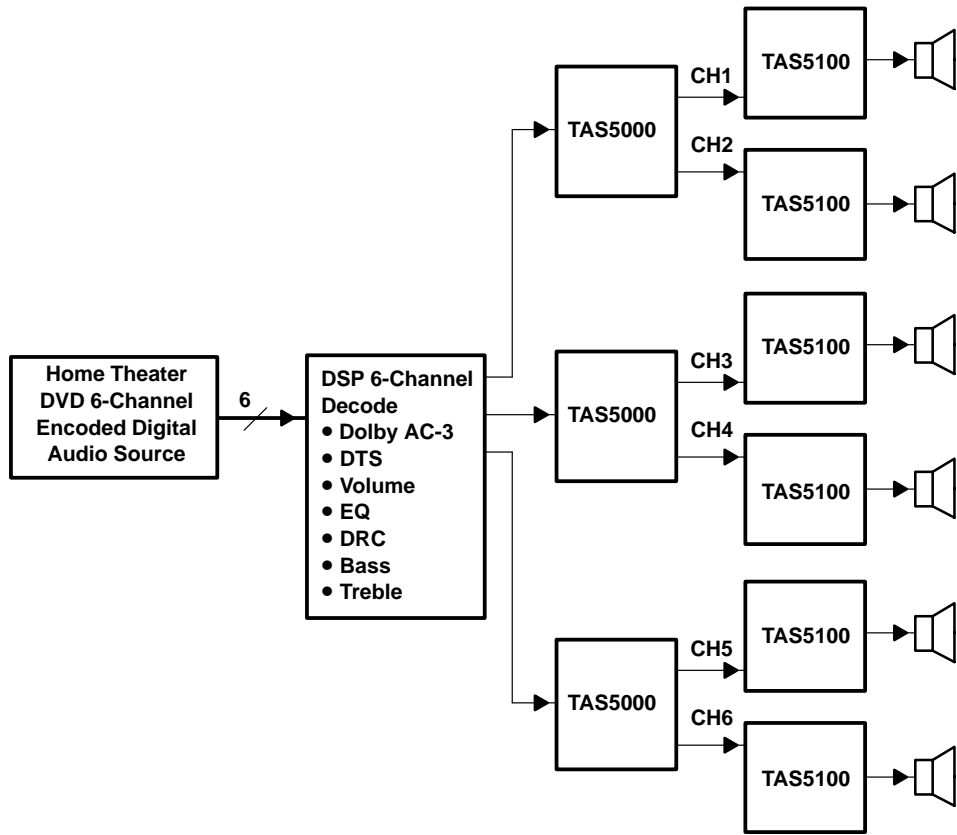 Home Theater
DVD 6-Channel
Encoded Digital
Audio Source
6
DSP 6-Channel
Decode
• Dolby AC-3
• DTS
• Volume
• EQ
• DRC
• Bass
• Treble
TAS5000
CH1
TAS5100
CH2
TAS5100
TAS5000
CH3
TAS5100
CH4
TAS5100
TAS5000
CH5
TAS5100
CH6
TAS5100